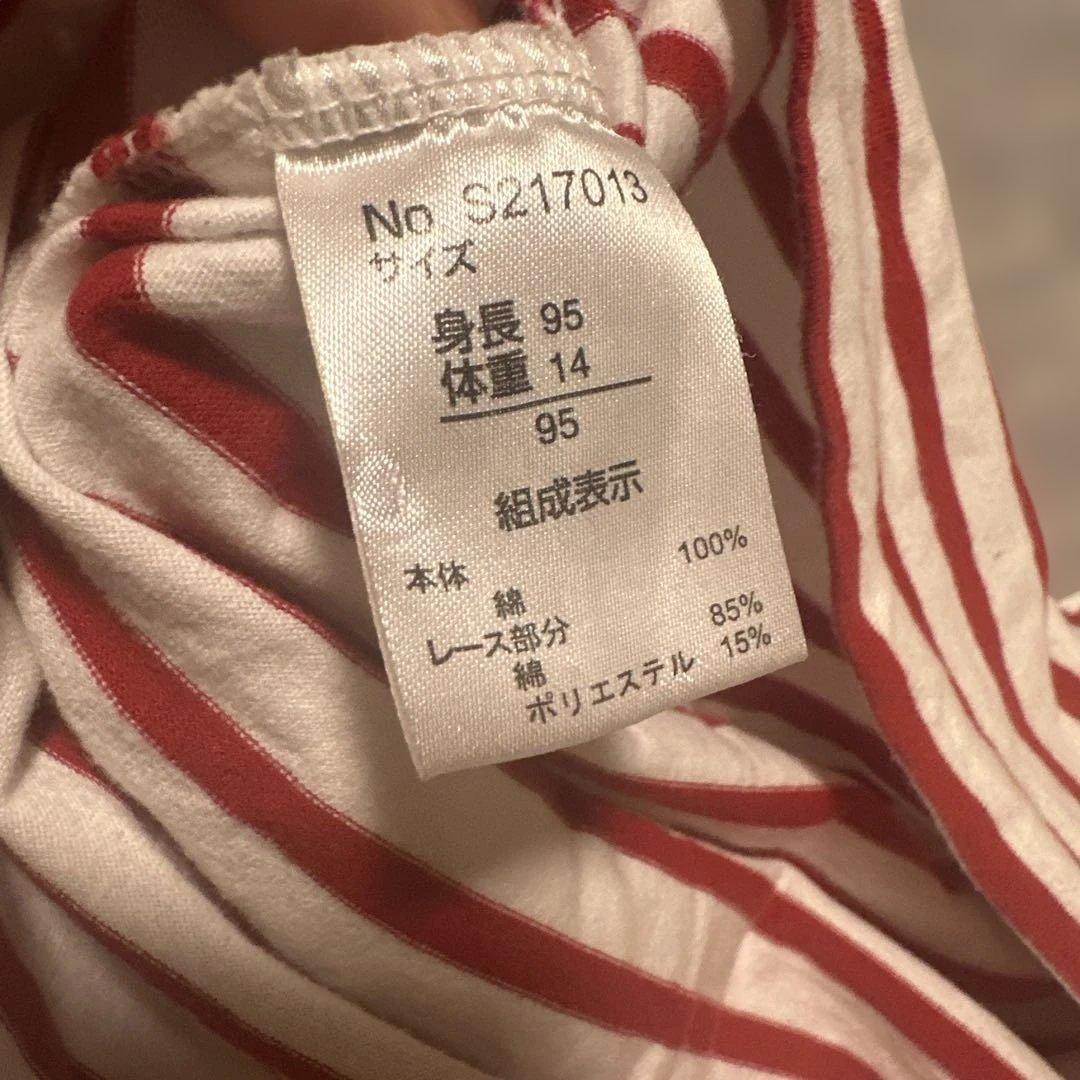 No S217013
サイズ
身長 95
体重 14
95
組成表示
本体
綿 100%
レース部分
綿 85%
ポリエステル 15%